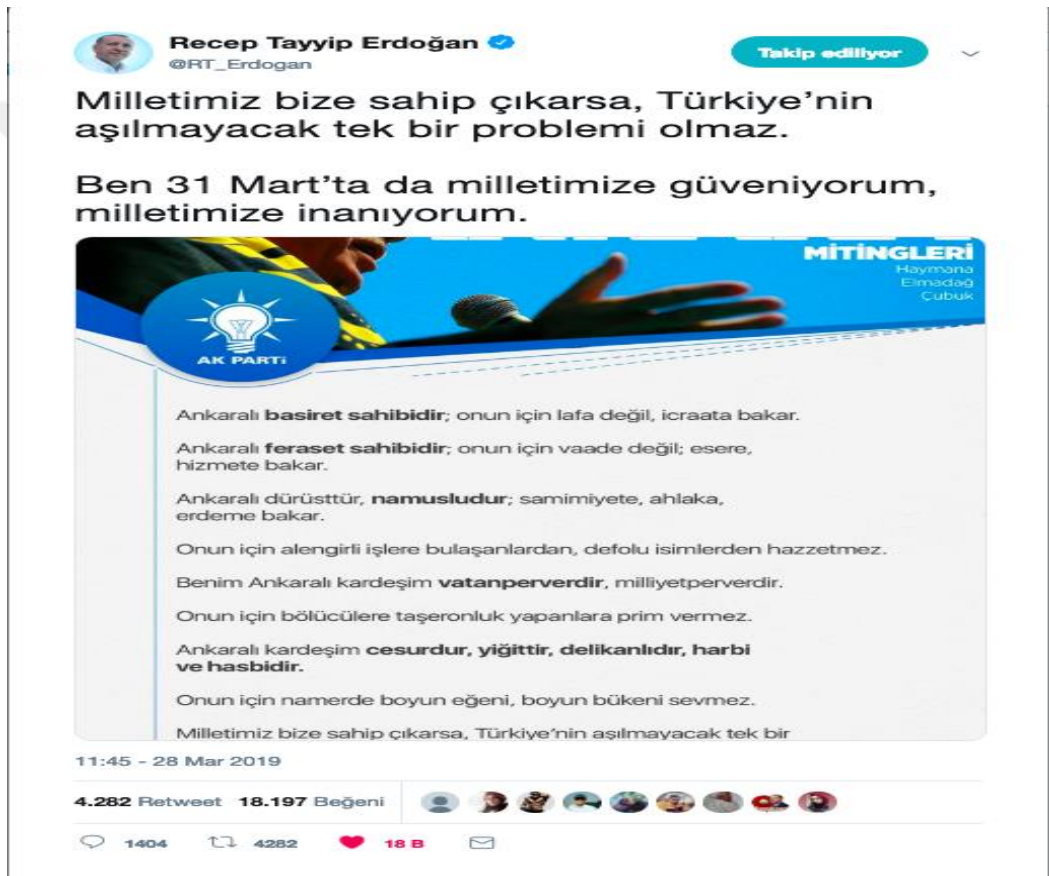 Recep Tayyip Erdoğan
@RT_Erdogan
Takip ediliyor
Milletimiz bize sahip çıkarsa, Türkiye'nin
aşılmayacak tek bir problemi olmaz.
Ben 31 Mart'ta da milletimize güveniyorum,
milletimize inanıyorum.
MİTİNGLERİ
Haymana
Elmadağ
Çubuk
AK PARTİ
Ankaralı basiret sahibidir; onun için lafa değil, icraata bakar.
Ankaralı feraset sahibidir; onun için vaade değil; esere,
hizmete bakar.
Ankaralı dürüsttür, namusludur; samimiyete, ahlaka,
erdeme bakar.
Onun için alengirli işlere bulaşanlardan, defolu isimlerden hazzetmez.
Benim Ankaralı kardeşim vatanperverdir, milliyetperverdir.
Onun için bölücülere taşeronluk yapanlara prim vermez.
Ankaralı kardeşim cesurdur, yiğittir, delikanlıdır, harbi
ve hasbidir.
Onun için namerde boyun eğeni, boyun bükeni sevmez.
Milletimiz bize sahip çıkarsa, Türkiye'nin aşılmayacak tek bir
11:45 - 28 Mar 2019
4.282 Retweet 18.197 Beğeni
1404 4282 18 B